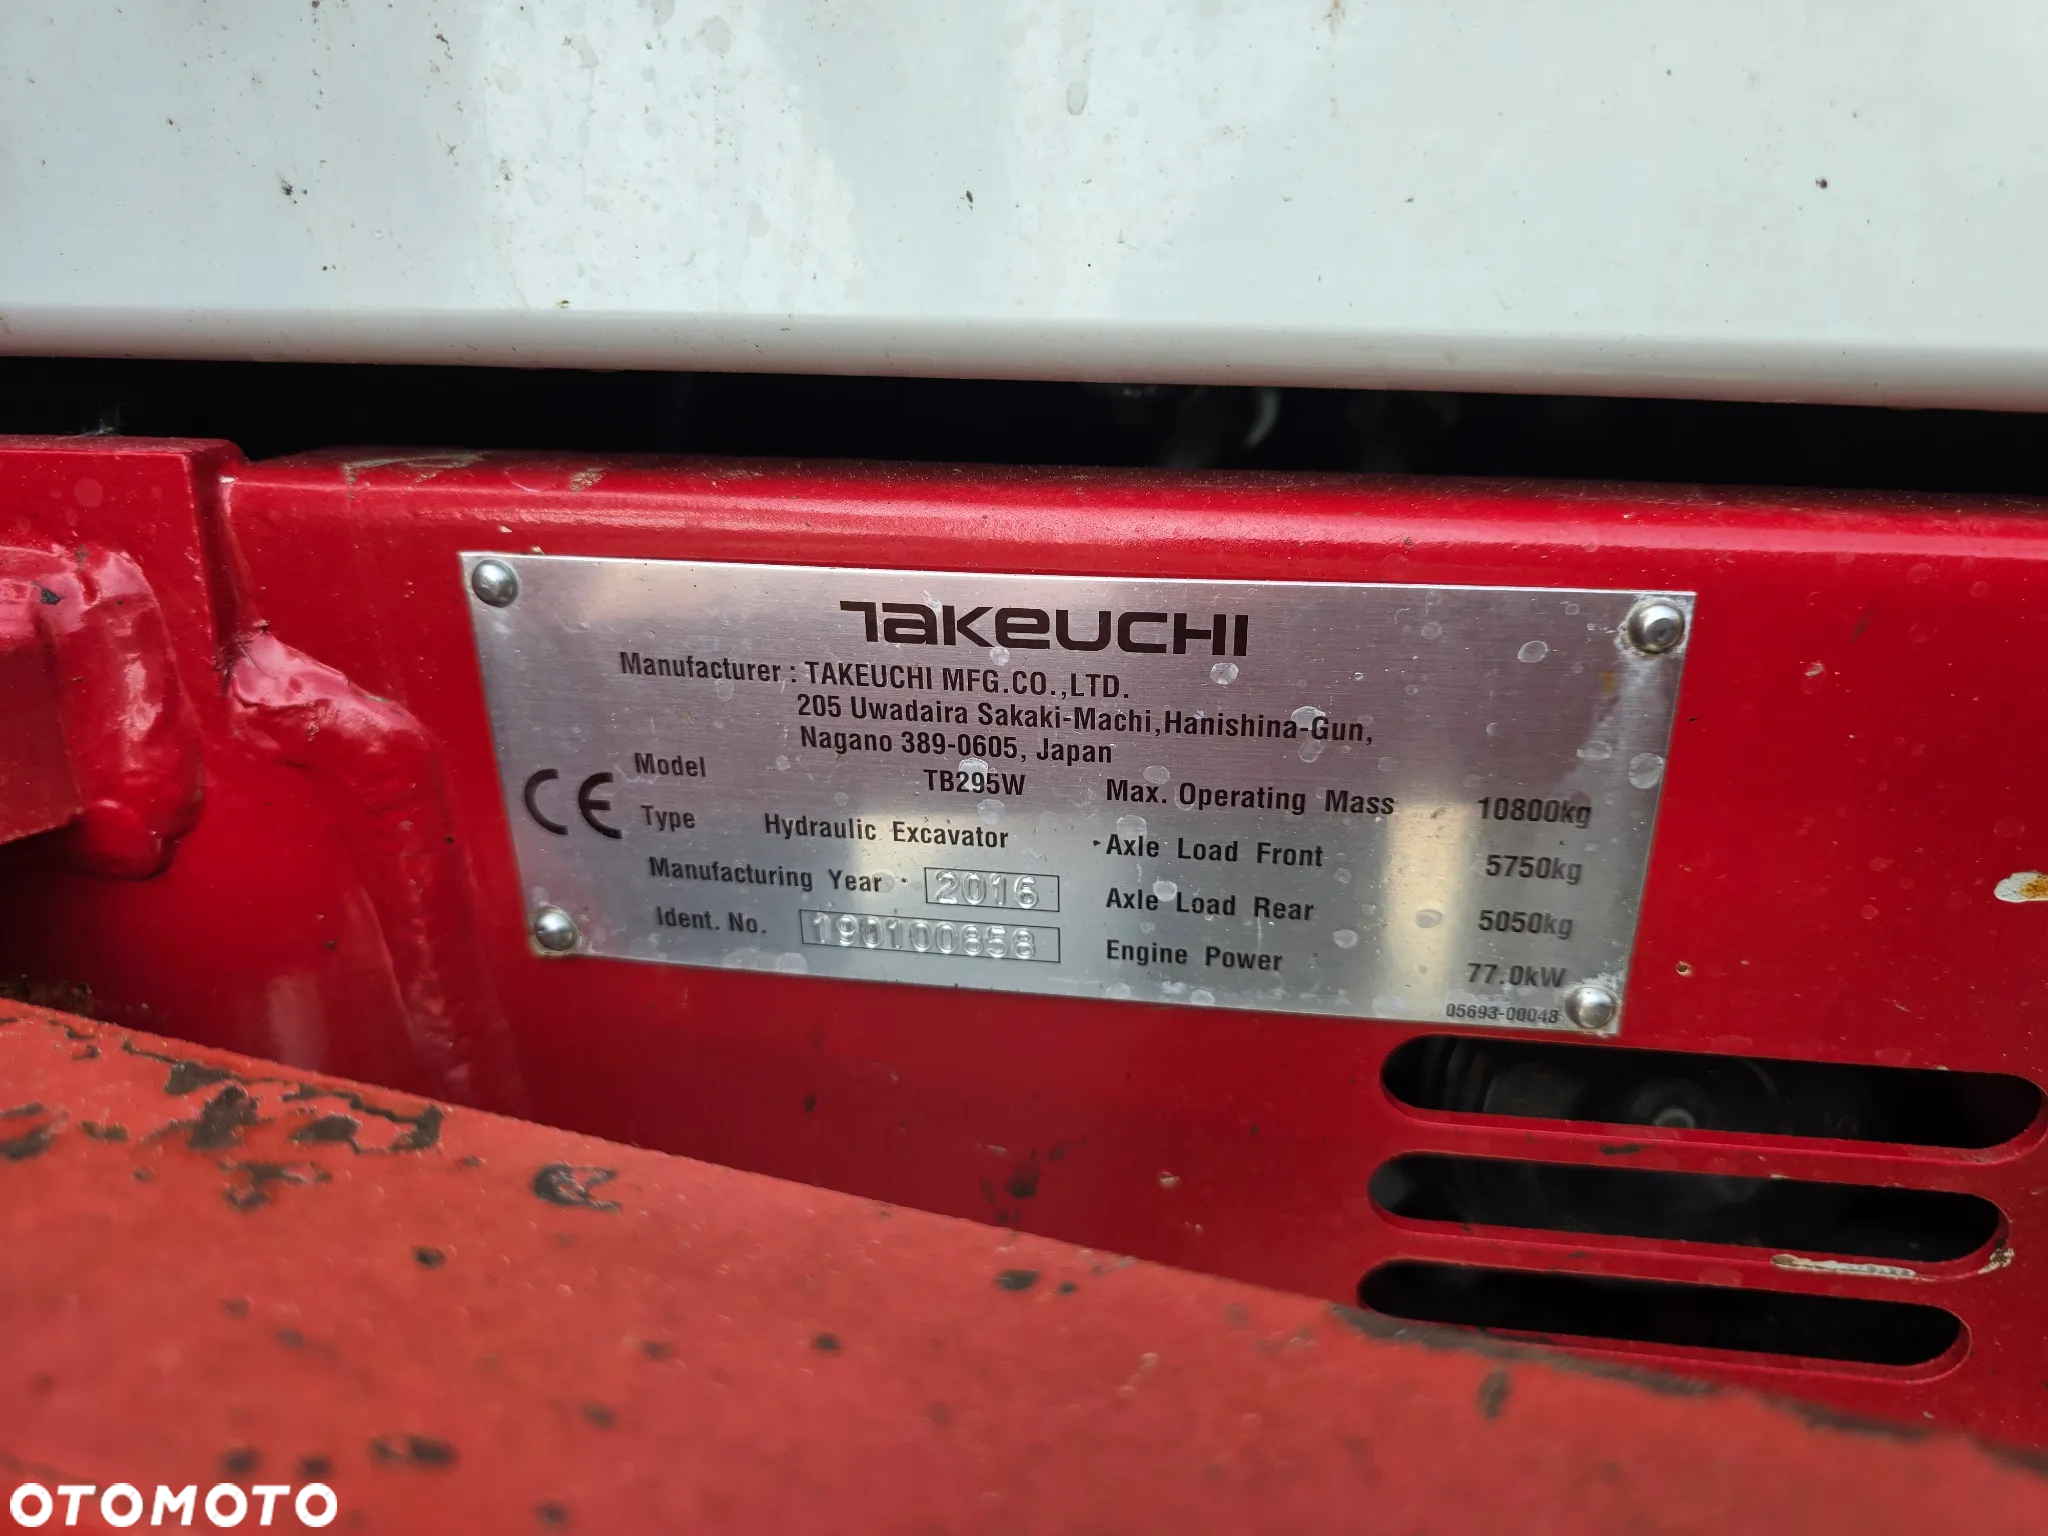 TAKEUCHI
Manufacturer : TAKEUCHI MFG.CO.,LTD.
205 Uwadaira Sakaki-Machi,Hanishina-Gun,
Nagano 389-0605, Japan
CE
Model TB295W
Type Hydraulic Excavator
Manufacturing Year 2016
Ident. No. 190100858
Max. Operating Mass 10800kg
Axle Load Front 5750kg
Axle Load Rear 5050kg
Engine Power 77.0kW
05693-00048
OTOMOTO